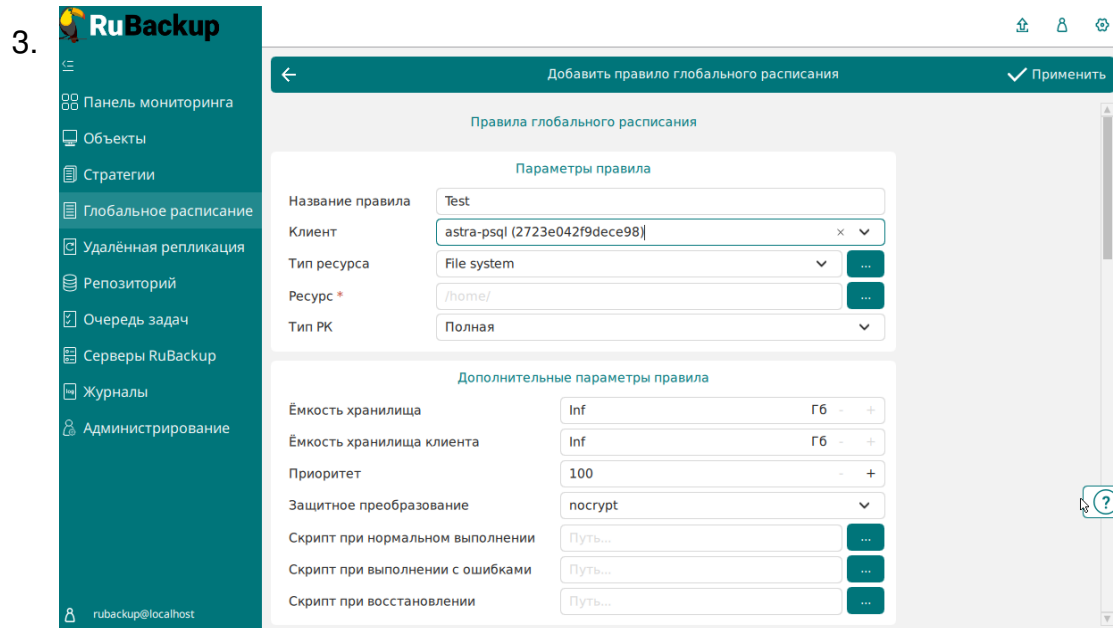 3.
RuBackup
Панель мониторинга
Объекты
Стратегии
Глобальное расписание
Удалённая репликация
Репозиторий
Очередь задач
Серверы RuBackup
Журналы
Администрирование
rubackup@localhost
Добавить правило глобального расписания
Применить
Правила глобального расписания
Параметры правила
Название правила Test
Клиент astra-psql (2723e042f9dece98)
Тип ресурса File system ...
Ресурс * /home/ ...
Тип РК Полная
Дополнительные параметры правила
Ёмкость хранилища Inf Гб - +
Ёмкость хранилища клиента Inf Гб - +
Приоритет 100 - +
Защитное преобразование nocrypt
Скрипт при нормальном выполнении Путь... ...
Скрипт при выполнении с ошибками Путь... ...
Скрипт при восстановлении Путь... ...
?